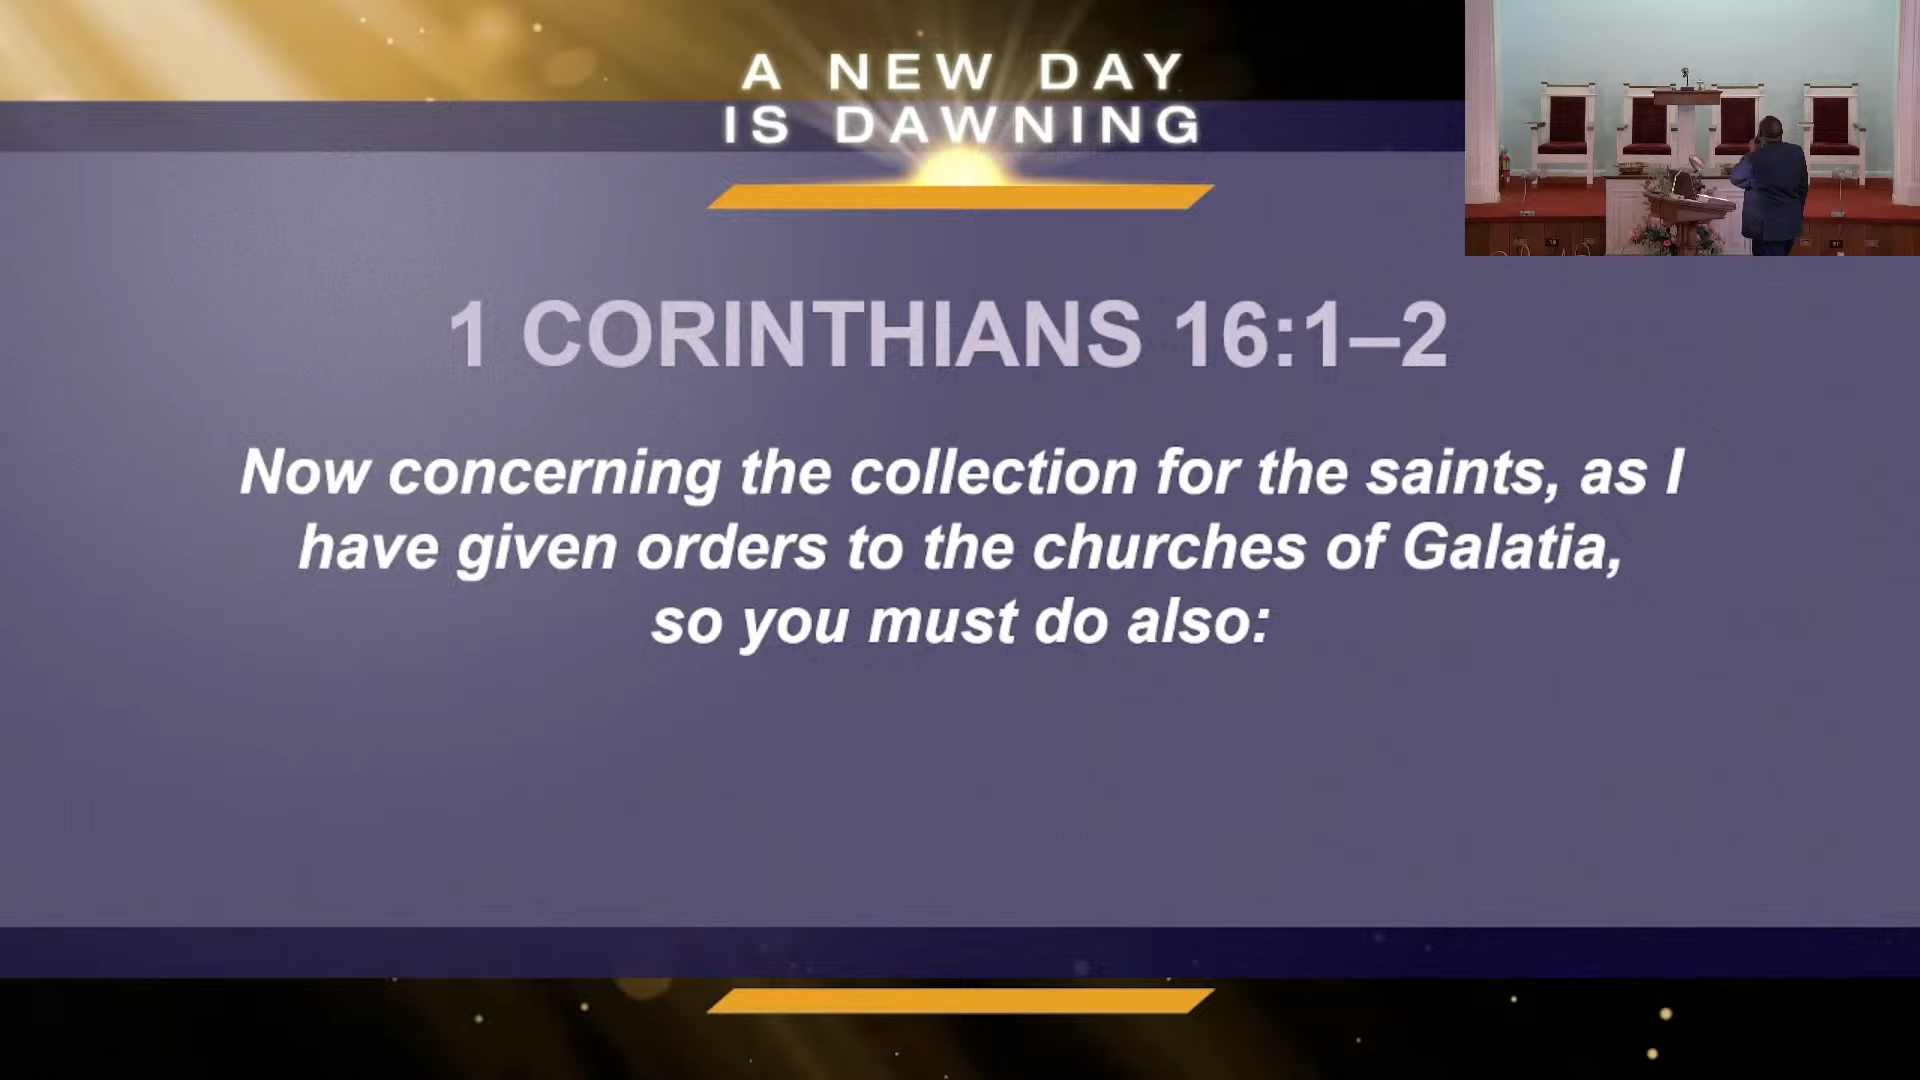 A NEW DAY
IS DAWNING
1 CORINTHIANS 16:1–2
Now concerning the collection for the saints, as I
have given orders to the churches of Galatia,
so you must do also: